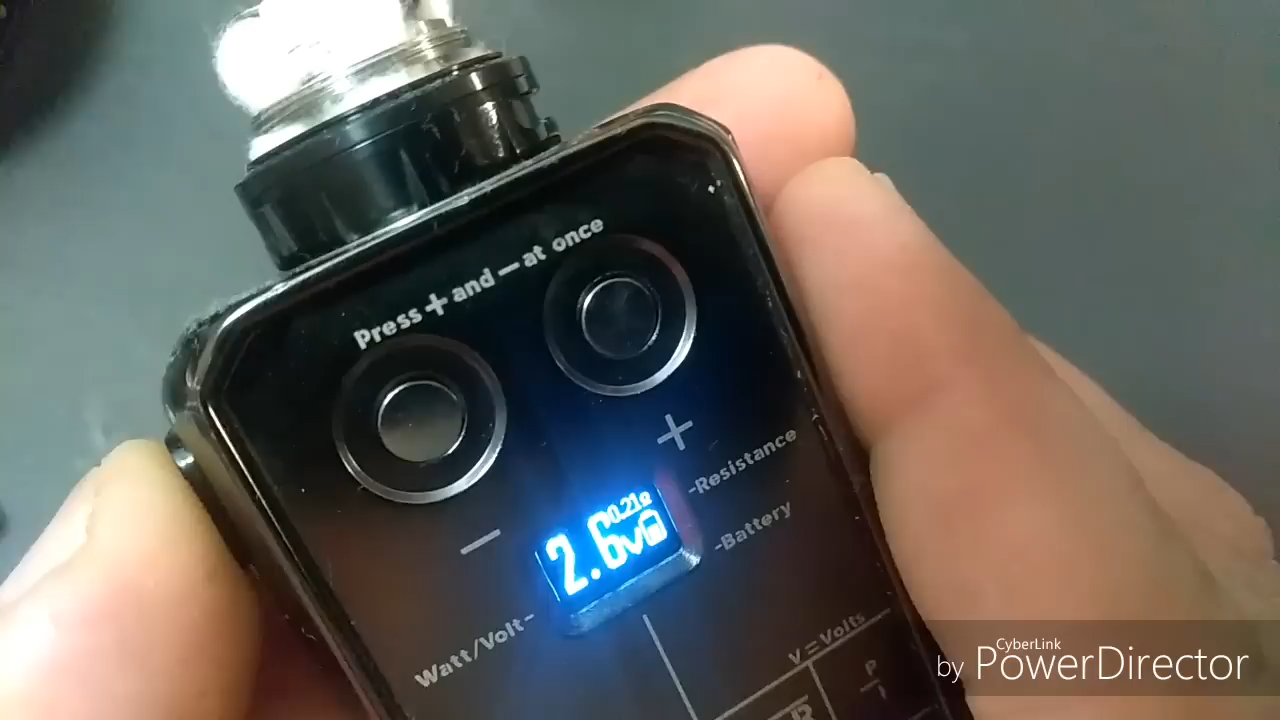 Press + and — at once
+
-Resistance
—
0.21Ω
2.6v
-Battery
Watt/Volt-
V=Volts
P
I
R
CyberLink
by PowerDirector